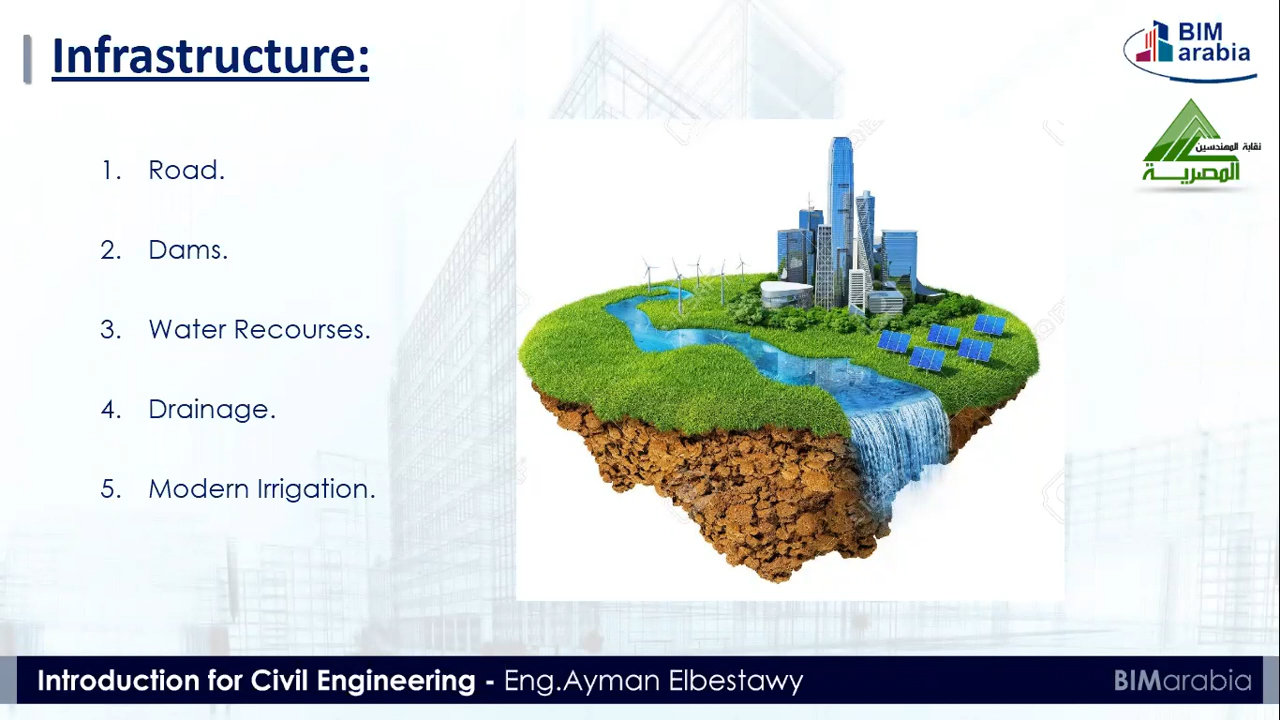 Infrastructure:
BIM
arabia
نقابة المهندسين
المصرية
1. Road.
2. Dams.
3. Water Recourses.
4. Drainage.
5. Modern Irrigation.
Introduction for Civil Engineering - Eng.Ayman Elbestawy
BIMarabia